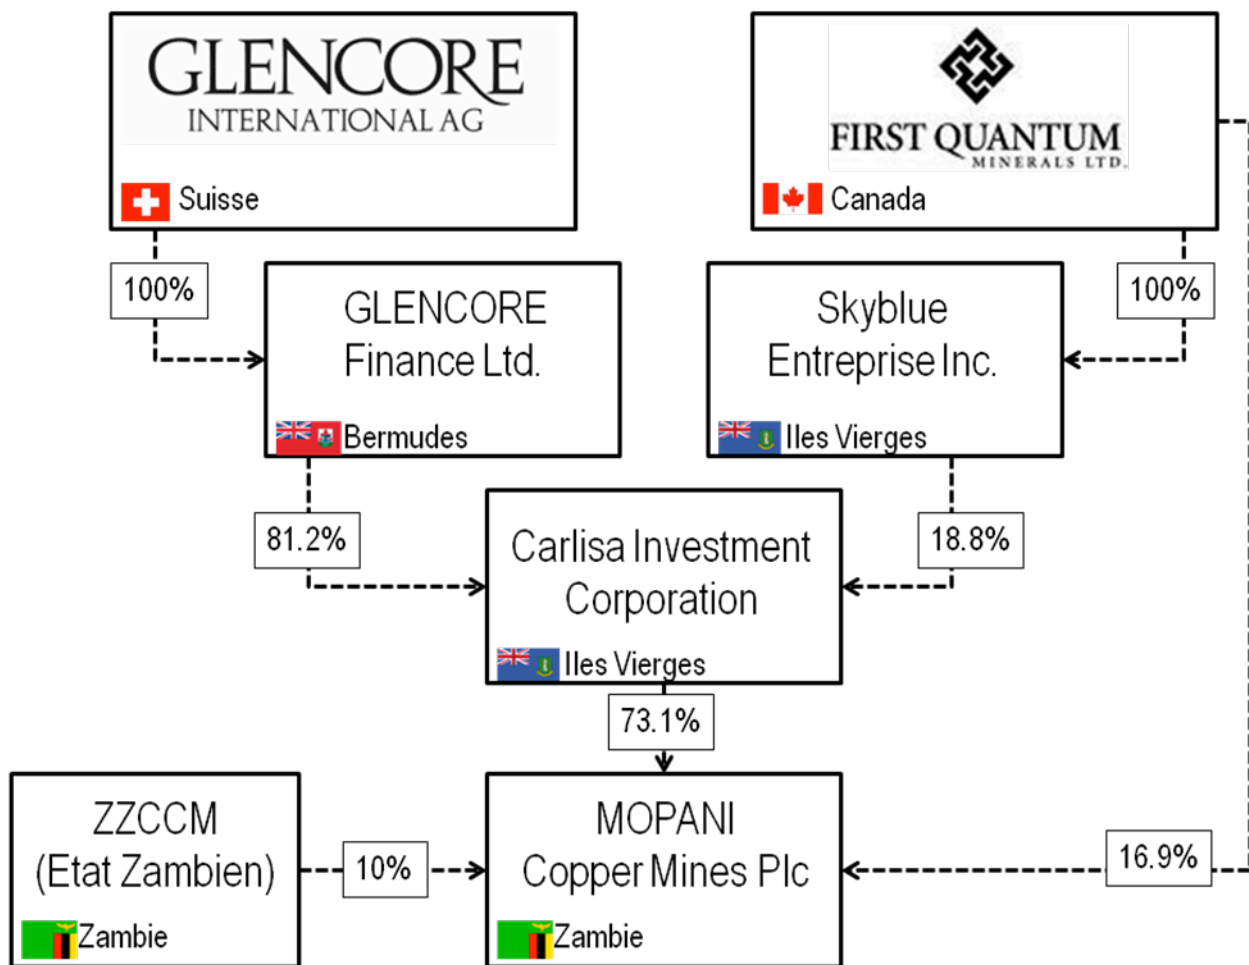 GLENCORE
INTERNATIONAL AG
Suisse
FIRST QUANTUM
MINERALS LTD.
Canada
100%
100%
GLENCORE
Finance Ltd.
Bermudes
Skyblue
Entreprise Inc.
Iles Vierges
81.2%
18.8%
Carlisa Investment
Corporation
Iles Vierges
73.1%
ZZCCM
(Etat Zambien)
Zambie
10%
MOPANI
Copper Mines Plc
Zambie
16.9%